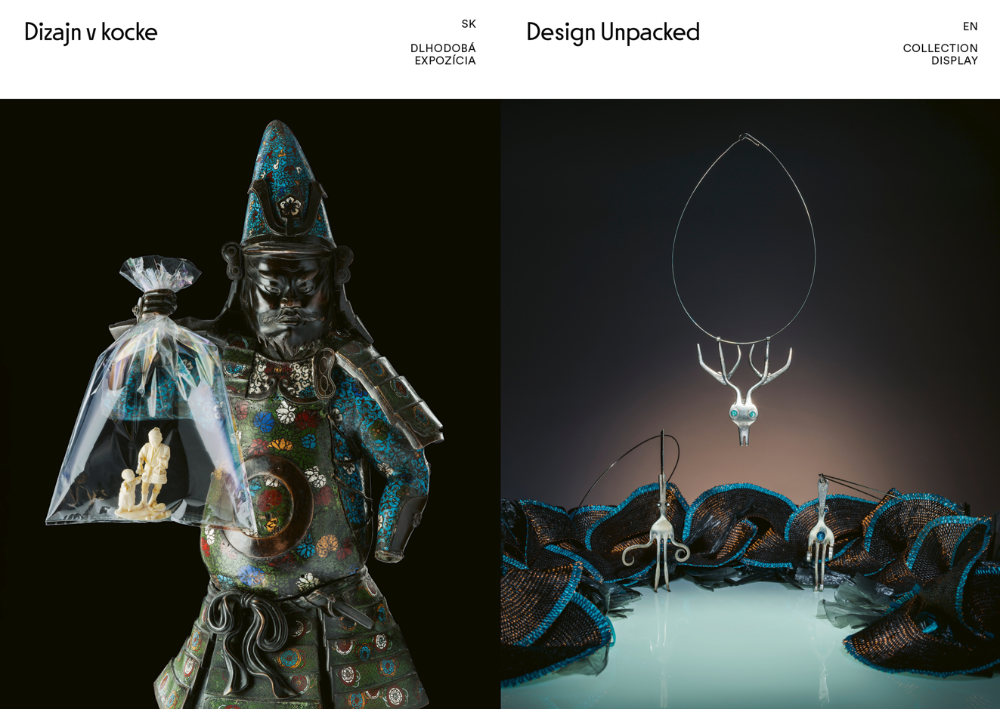 Dizajn v kocke
SK
DLHODOBÁ
EXPOZÍCIA
Design Unpacked
EN
COLLECTION
DISPLAY